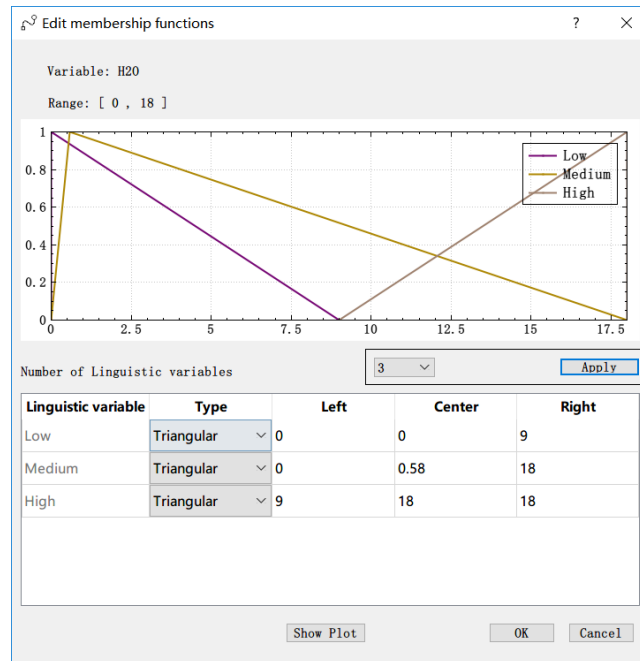 Edit membership functions ?
Variable: H2O
Range: [ 0 , 18 ]
1
0.8
0.6
0.4
0.2
0
0 2.5 5 7.5 10 12.5 15 17.5
Low
Medium
High
Number of Linguistic variables 3 Apply
Linguistic variable Type Left Center Right
Low Triangular 0 0 9
Medium Triangular 0 0.58 18
High Triangular 9 18 18
Show Plot OK Cancel